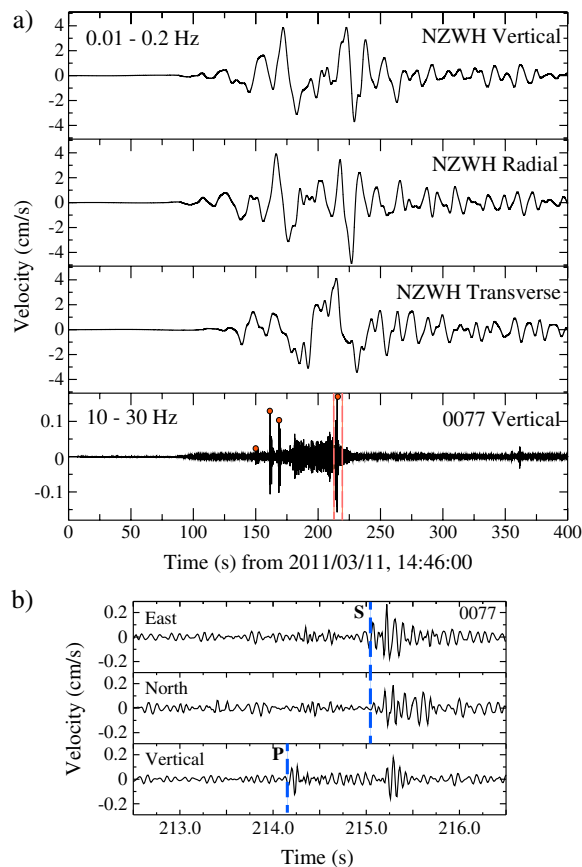 a)
0.01 - 0.2 Hz NZWH Vertical
4
2
0
-2
-4
NZWH Radial
4
2
0
-2
-4
NZWH Transverse
4
2
0
-2
-4
Velocity (cm/s)
10 - 30 Hz 0077 Vertical
0.1
0
-0.1
0 50 100 150 200 250 300 350 400
Time (s) from 2011/03/11, 14:46:00
b)
East S 0077
0.2
0
-0.2
North
0.2
0
-0.2
Vertical P
0.2
0
-0.2
Velocity (cm/s)
213.0 214.0 215.0 216.0
Time (s)